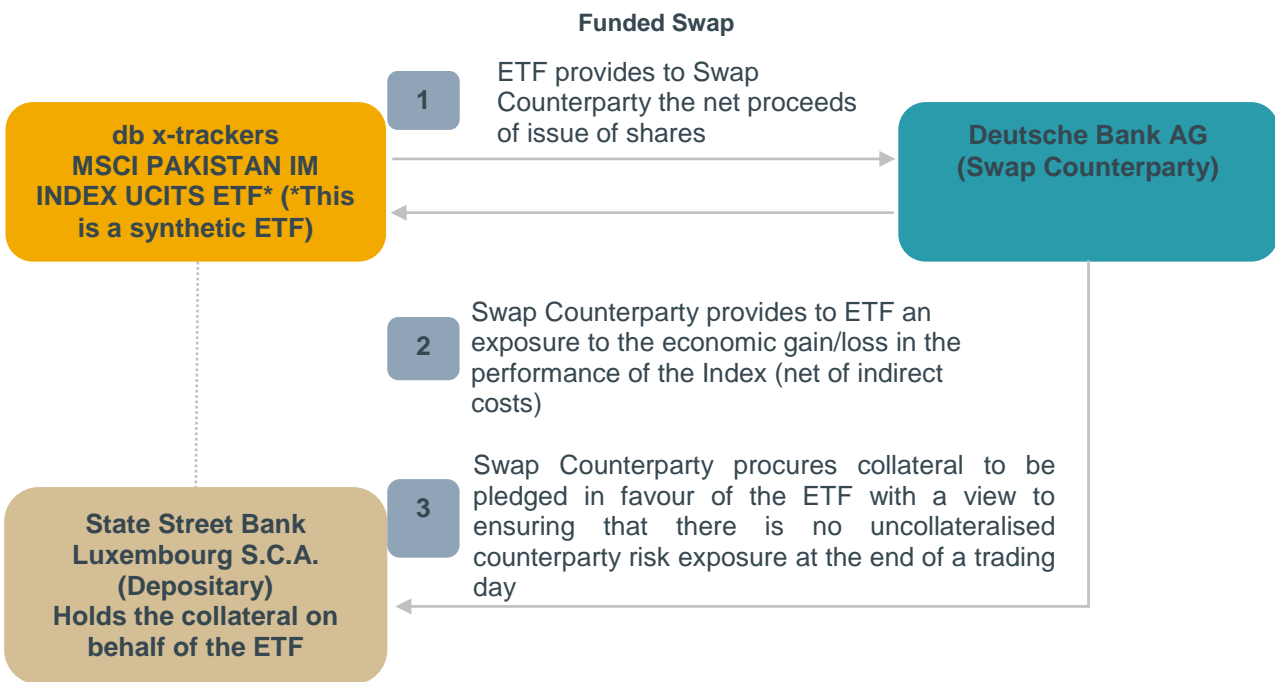 Funded Swap
1
ETF provides to Swap
Counterparty the net proceeds
of issue of shares
db x-trackers
MSCI PAKISTAN IM
INDEX UCITS ETF* (*This
is a synthetic ETF)
Deutsche Bank AG
(Swap Counterparty)
2
Swap Counterparty provides to ETF an
exposure to the economic gain/loss in the
performance of the Index (net of indirect
costs)
3
Swap Counterparty procures collateral to be
pledged in favour of the ETF with a view to
ensuring that there is no uncollateralised
counterparty risk exposure at the end of a trading
day
State Street Bank
Luxembourg S.C.A.
(Depositary)
Holds the collateral on
behalf of the ETF